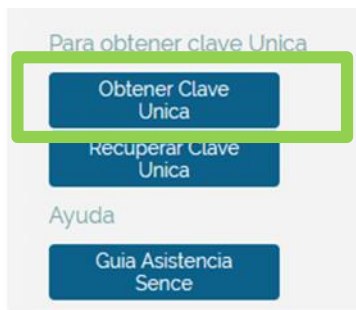 Para obtener clave Unica
Obtener Clave
Unica
Recuperar Clave
Unica
Ayuda
Guia Asistencia
Sence